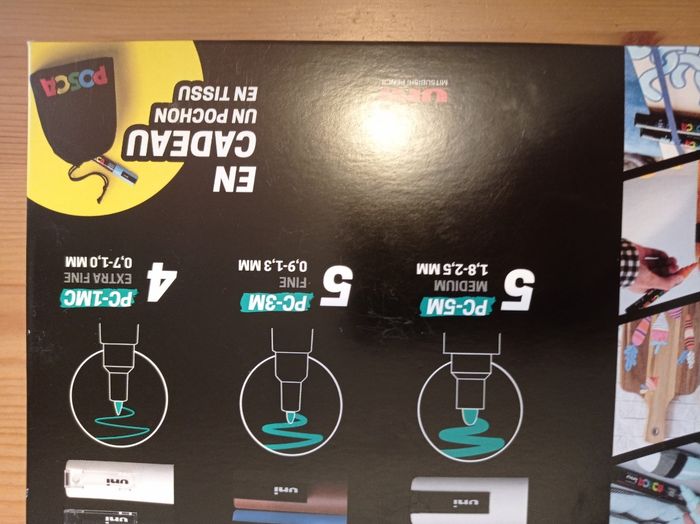 uni
uni
uni
5
PC-5M
MEDIUM
1,8-2,5 MM
5
PC-3M
FINE
0,9-1,3 MM
4
PC-1MC
EXTRA FINE
0,7-1,0 MM
uni
MITSUBISHI PENCIL
EN
CADEAU
UN POCHON
EN TISSU
POSCA